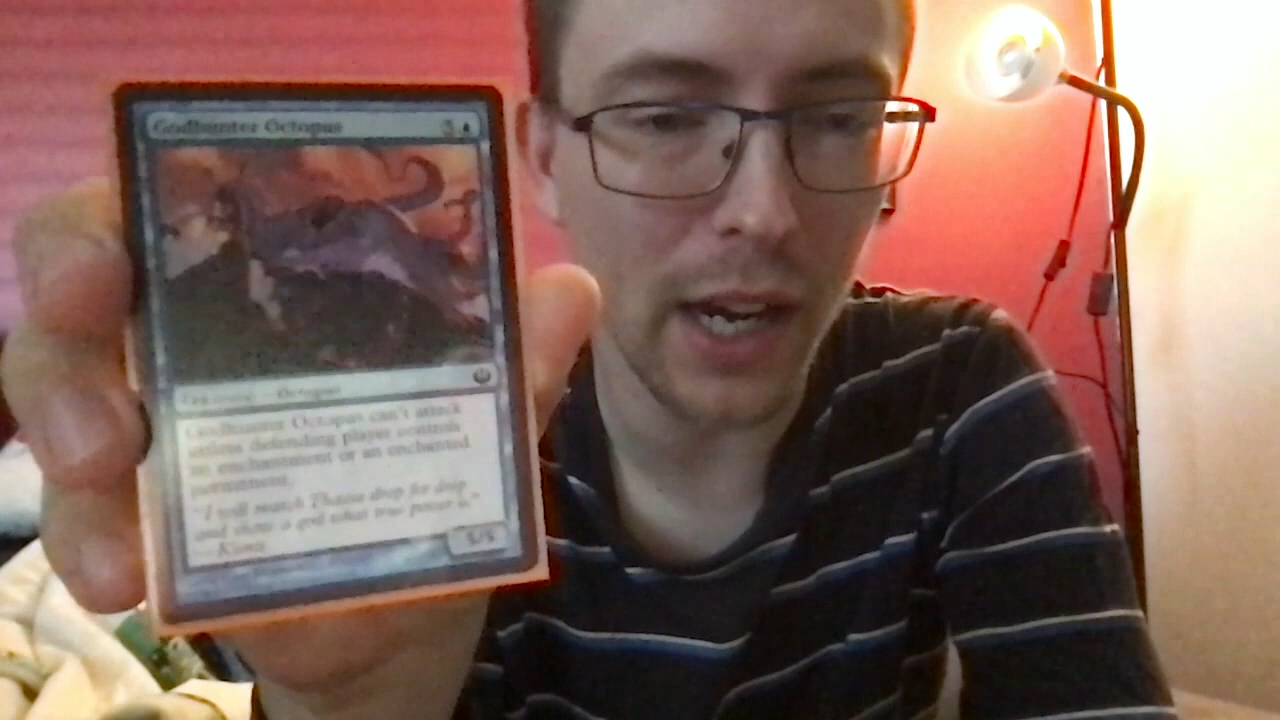 Godhunter Octopus 5
Creature — Octopus
Godhunter Octopus can't attack
unless defending player controls
an enchantment or an enchanted
permanent.
"I will match Thassa drop for drop
and show a god what true power is."
—Kiora
5/5